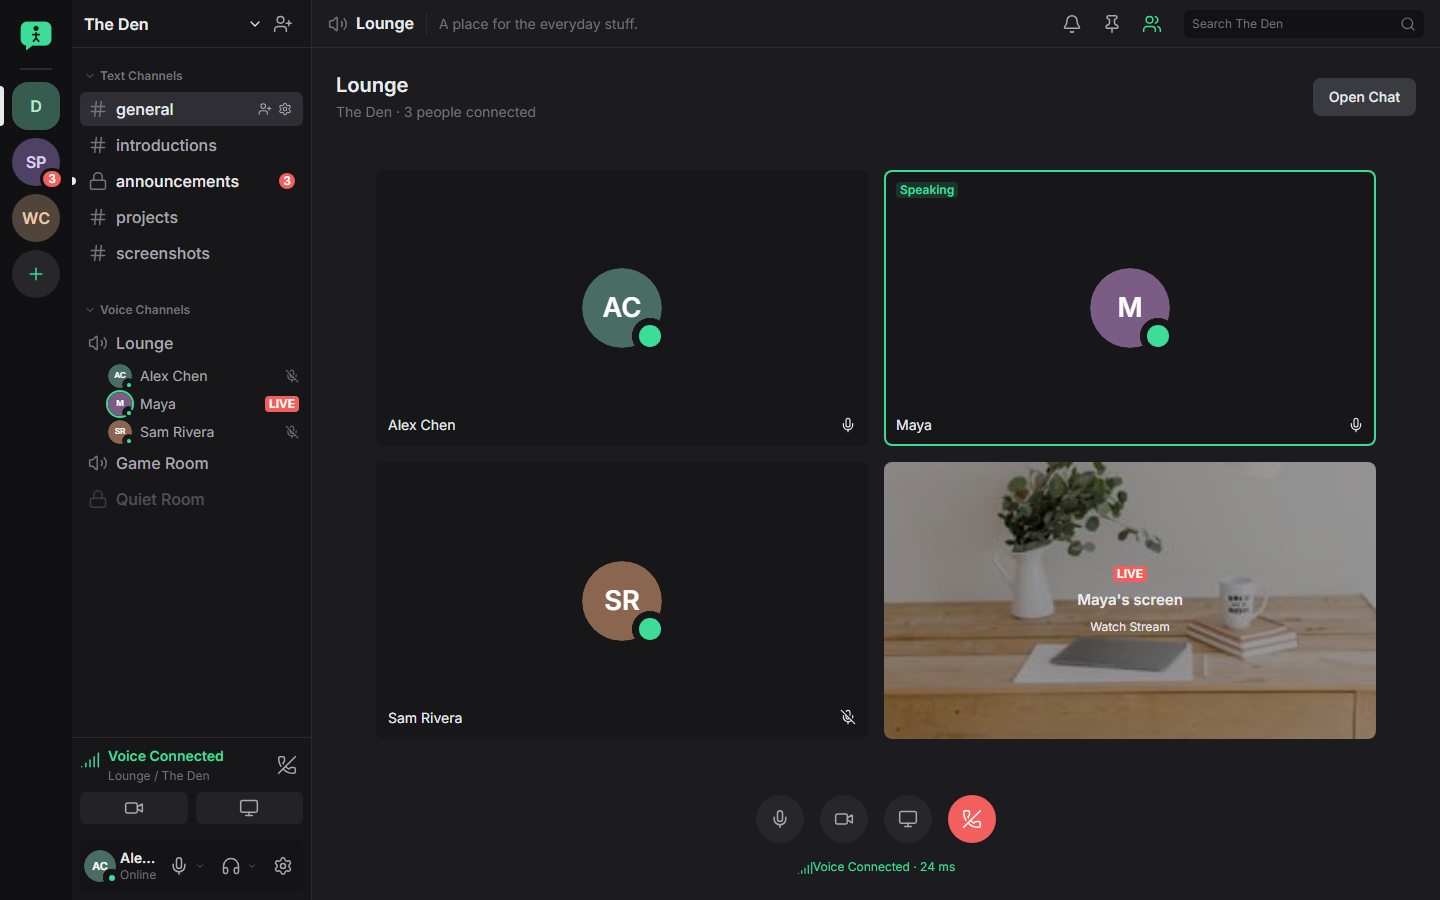 The Den
Lounge
A place for the everyday stuff.
Search The Den
D
SP
3
WC
Text Channels
general
introductions
announcements
3
projects
screenshots
Voice Channels
Lounge
AC
Alex Chen
M
Maya
LIVE
SR
Sam Rivera
Game Room
Quiet Room
Voice Connected
Lounge / The Den
AC
Ale...
Online
Lounge
The Den · 3 people connected
Open Chat
AC
Alex Chen
Speaking
M
Maya
SR
Sam Rivera
LIVE
Maya's screen
Watch Stream
Voice Connected · 24 ms